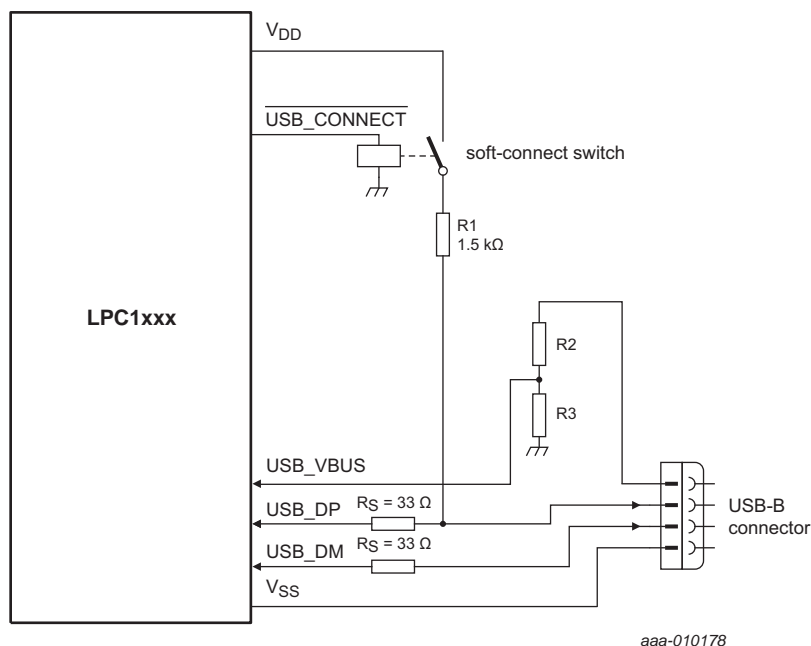 VDD
USB_CONNECT
soft-connect switch
R1
1.5 kΩ
LPC1xxx
R2
R3
USB_VBUS
USB_DP
RS = 33 Ω
USB-B
connector
USB_DM
RS = 33 Ω
VSS
aaa-010178